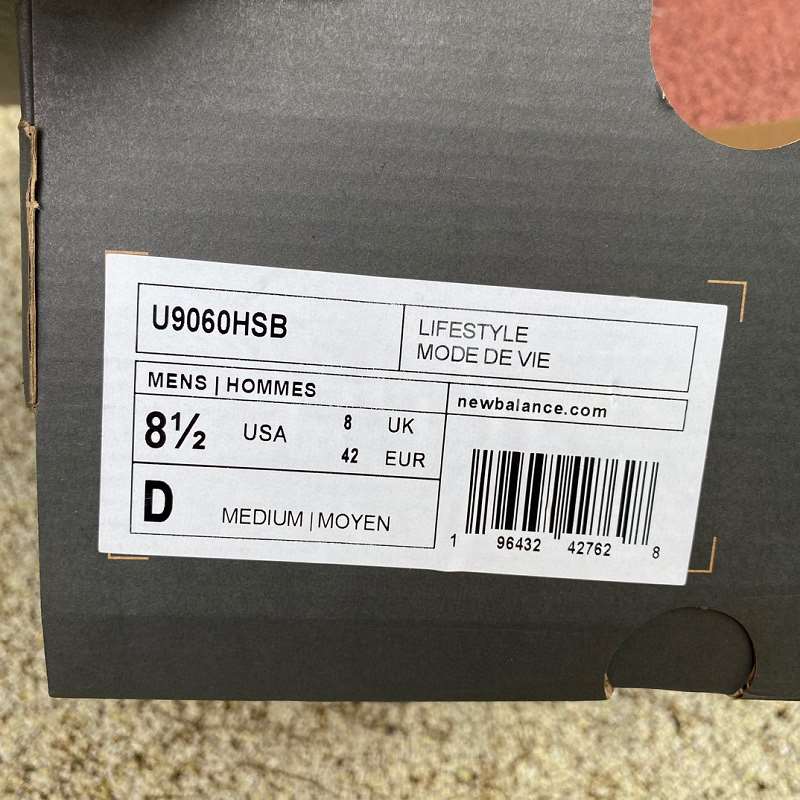 U9060HSB
LIFESTYLE
MODE DE VIE
MENS | HOMMES
8½ USA 8 UK
42 EUR
D MEDIUM | MOYEN
newbalance.com
1 96432 42762 8